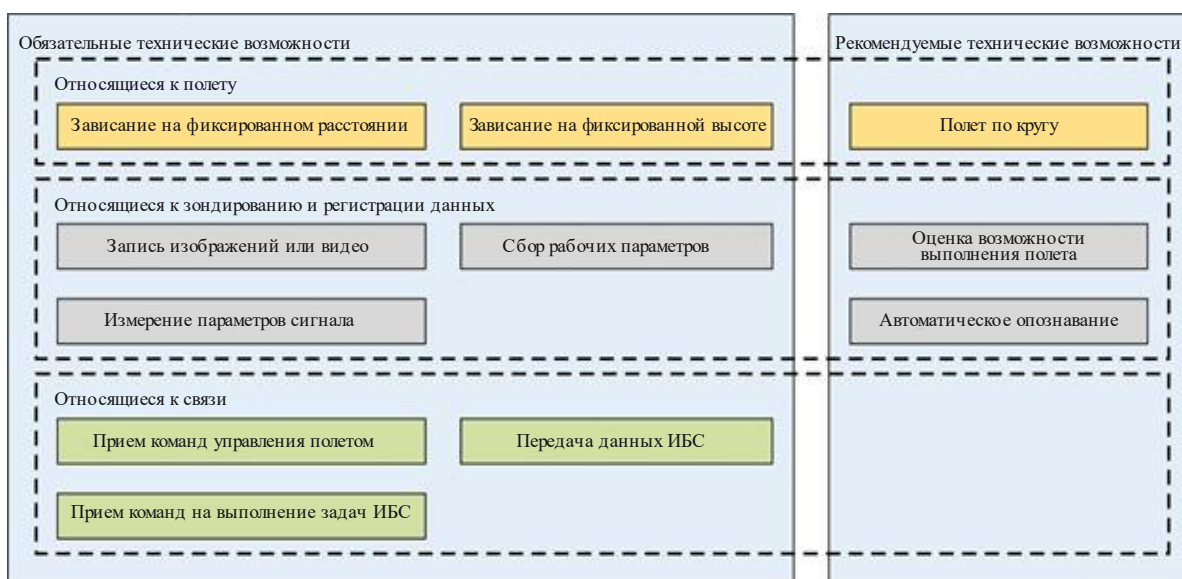 Обязательные технические возможности
Рекомендуемые технические возможности
Относящиеся к полету
Зависание на фиксированном расстоянии
Зависание на фиксированной высоте
Полет по кругу
Относящиеся к зондированию и регистрации данных
Запись изображений или видео
Сбор рабочих параметров
Оценка возможности
выполнения полета
Измерение параметров сигнала
Автоматическое опознавание
Относящиеся к связи
Прием команд управления полетом
Передача данных ИБС
Прием команд на выполнение задач ИБС